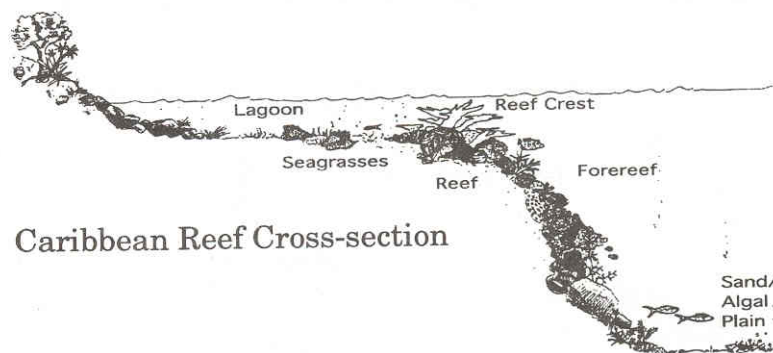 Lagoon
Reef Crest
Seagrasses
Reef
Forereef
Caribbean Reef Cross-section
Sand/
Algal
Plain